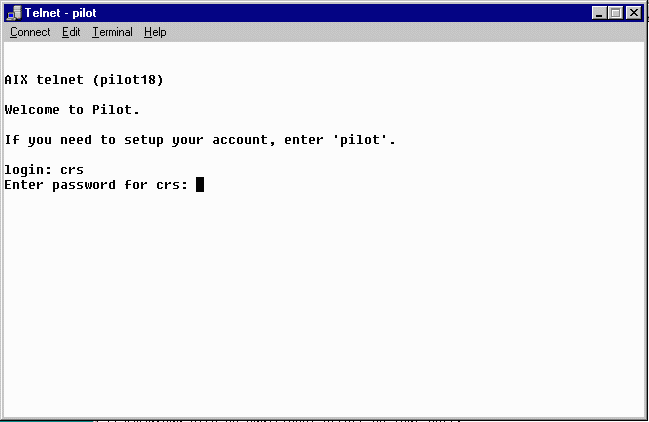 Telnet - pilot
Connect Edit Terminal Help
AIX telnet (pilot18)
Welcome to Pilot.
If you need to setup your account, enter 'pilot'.
login: crs
Enter password for crs: